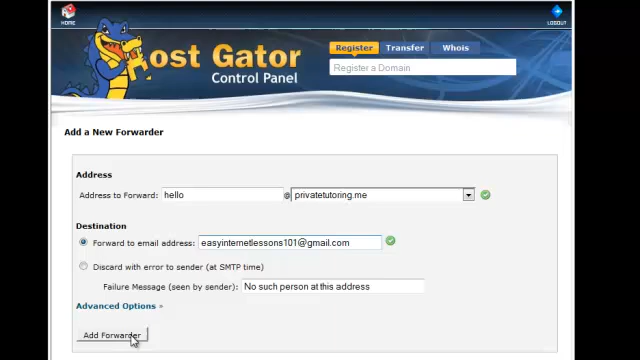 HOME
LOGOUT
Host Gator
Control Panel
Register
Transfer
Whois
Register a Domain
Add a New Forwarder
Address
Address to Forward: hello @ privatetutoring.me
Destination
Forward to email address: easyinternetlessons101@gmail.com
Discard with error to sender (at SMTP time)
Failure Message (seen by sender): No such person at this address
Advanced Options »
Add Forwarder